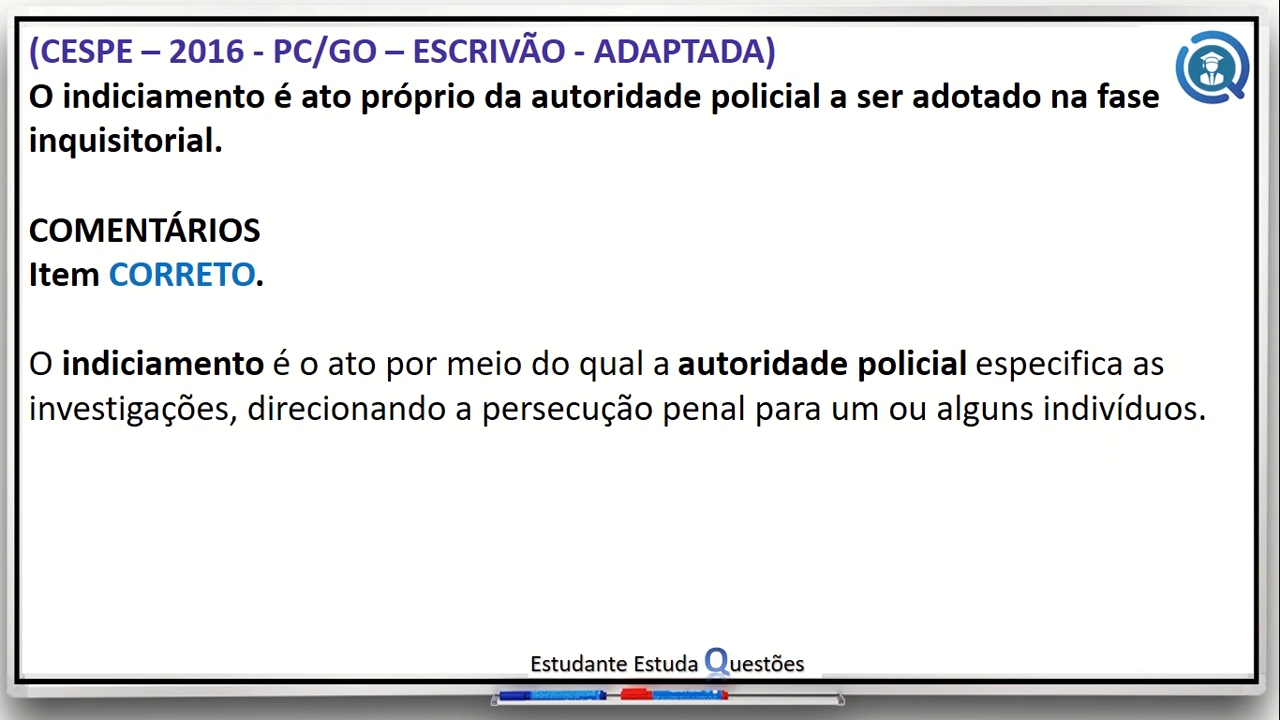 (CESPE – 2016 - PC/GO – ESCRIVÃO - ADAPTADA)
O indiciamento é ato próprio da autoridade policial a ser adotado na fase
inquisitorial.
COMENTÁRIOS
Item CORRETO.
O indiciamento é o ato por meio do qual a autoridade policial especifica as
investigações, direcionando a persecução penal para um ou alguns indivíduos.
Estudante Estuda Questões